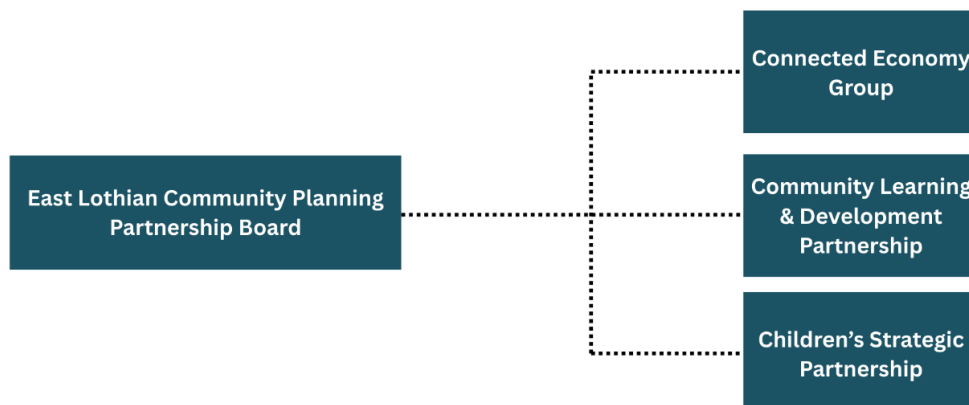 Connected Economy
Group
East Lothian Community Planning
Partnership Board
Community Learning
& Development
Partnership
Children’s Strategic
Partnership